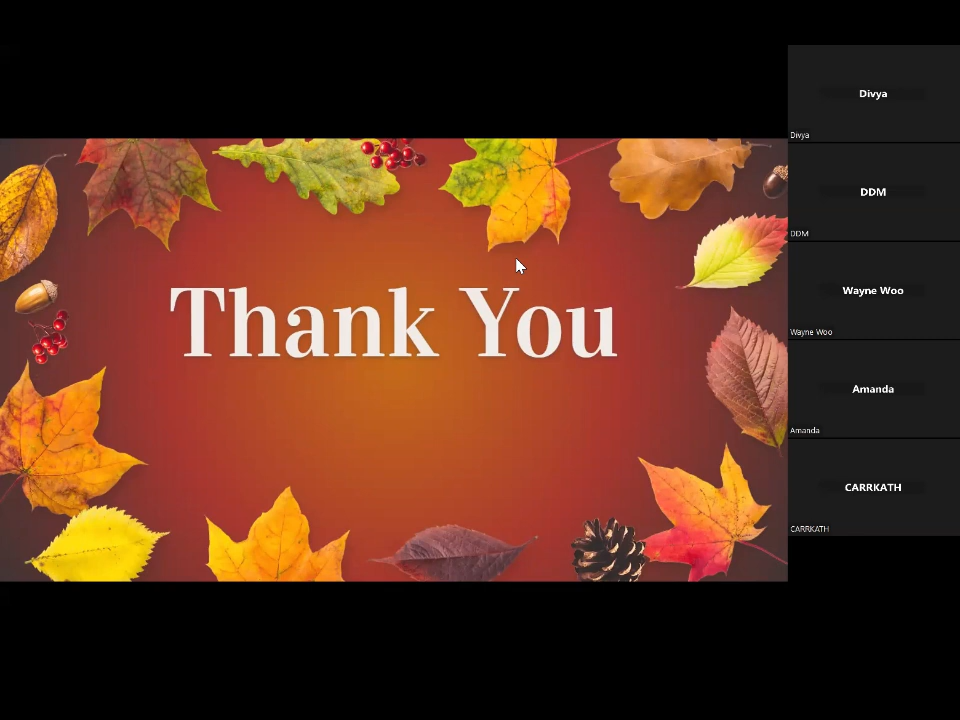 Thank You
Divya
Divya
DDM
DDM
Wayne Woo
Wayne Woo
Amanda
Amanda
CARRKATH
CARRKATH